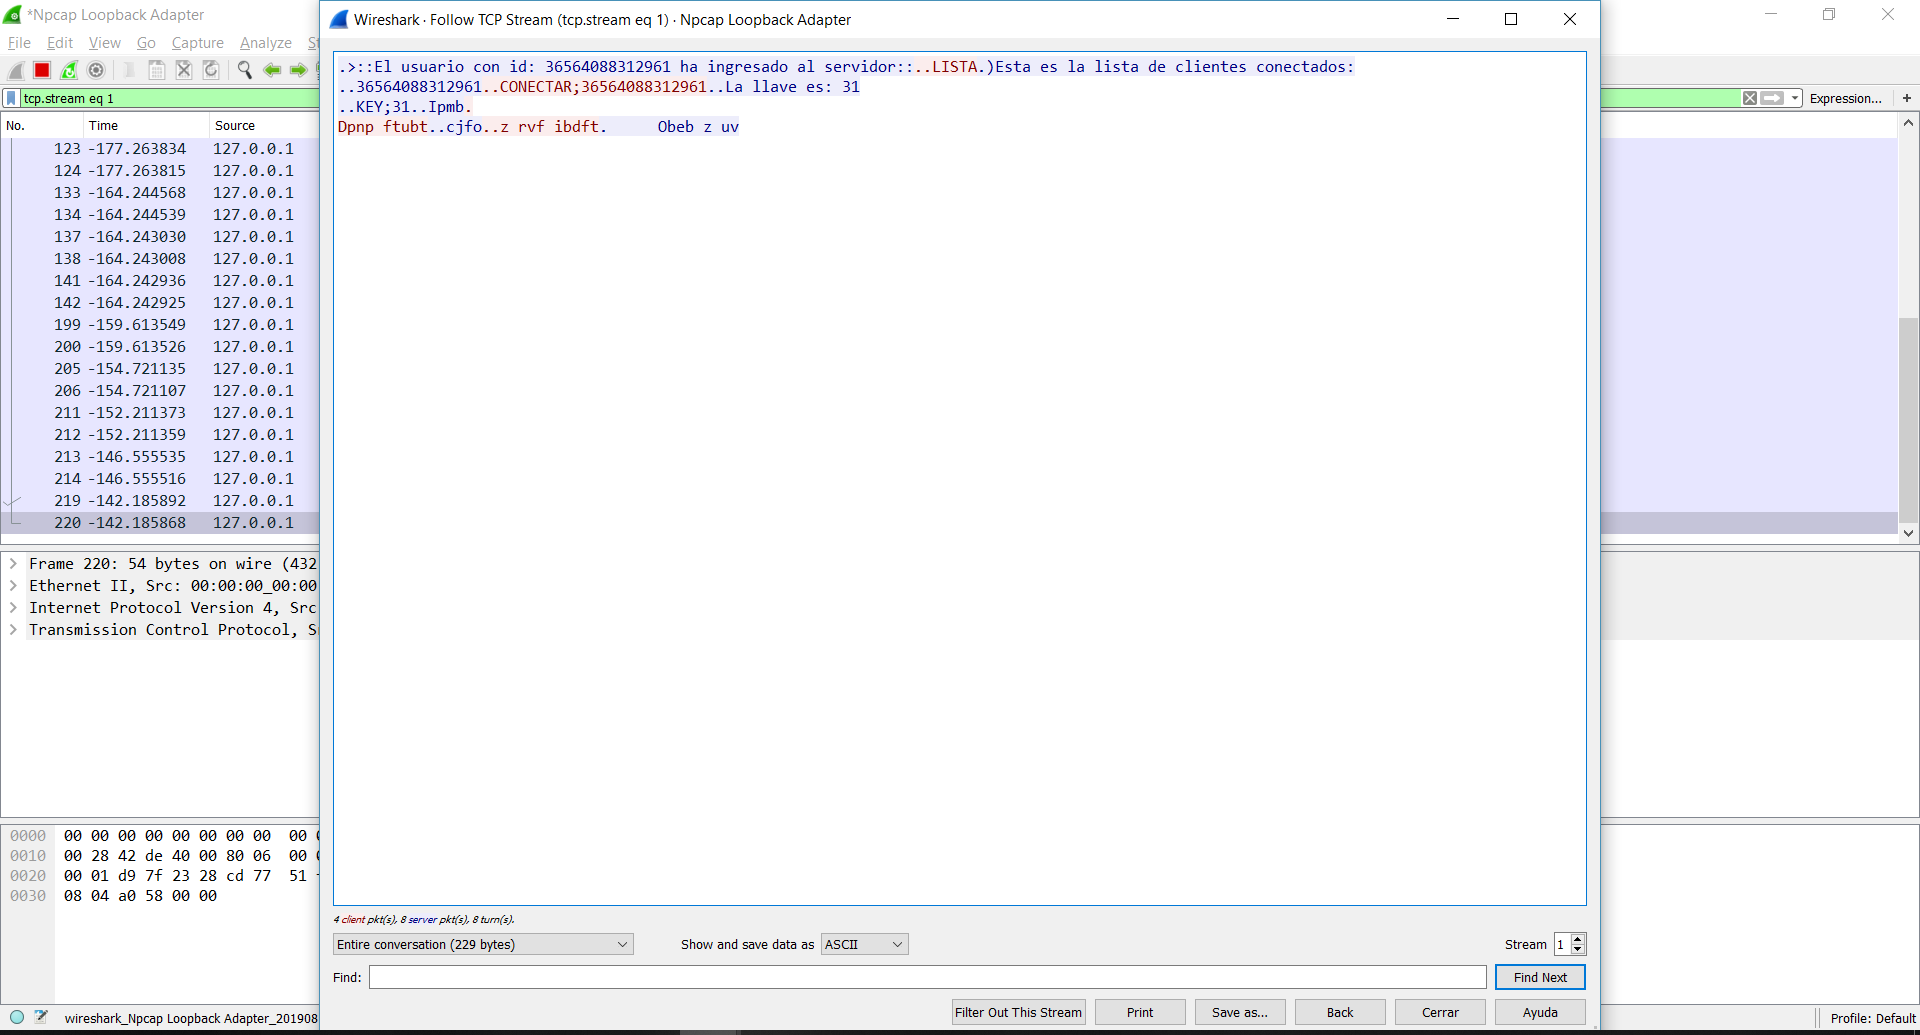 *Npcap Loopback Adapter
File Edit View Go Capture Analyze
tcp.stream eq 1
Expression... +
No. Time Source
123 -177.263834 127.0.0.1
124 -177.263815 127.0.0.1
133 -164.244568 127.0.0.1
134 -164.244539 127.0.0.1
137 -164.243030 127.0.0.1
138 -164.243008 127.0.0.1
141 -164.242936 127.0.0.1
142 -164.242925 127.0.0.1
199 -159.613549 127.0.0.1
200 -159.613526 127.0.0.1
205 -154.721135 127.0.0.1
206 -154.721107 127.0.0.1
211 -152.211373 127.0.0.1
212 -152.211359 127.0.0.1
213 -146.555535 127.0.0.1
214 -146.555516 127.0.0.1
219 -142.185892 127.0.0.1
220 -142.185868 127.0.0.1
Frame 220: 54 bytes on wire (432
Ethernet II, Src: 00:00:00_00:00
Internet Protocol Version 4, Src
Transmission Control Protocol, S
0000 00 00 00 00 00 00 00 00 00
0010 00 28 42 de 40 00 80 06 00
0020 00 01 d9 7f 23 28 cd 77 51
0030 08 04 a0 58 00 00
wireshark_Npcap Loopback Adapter_201908
Profile: Default
Wireshark · Follow TCP Stream (tcp.stream eq 1) · Npcap Loopback Adapter
.>::El usuario con id: 36564088312961 ha ingresado al servidor::..LISTA.)Esta es la lista de clientes conectados:
..36564088312961..CONECTAR;36564088312961..La llave es: 31
..KEY;31..Ipmb.
Dpnp ftubt..cjfo..z rvf ibdft. Obeb z uv
4 client pkt(s), 8 server pkt(s), 8 turn(s).
Entire conversation (229 bytes)
Show and save data as ASCII
Stream 1
Find:
Find Next
Filter Out This Stream
Print
Save as...
Back
Cerrar
Ayuda